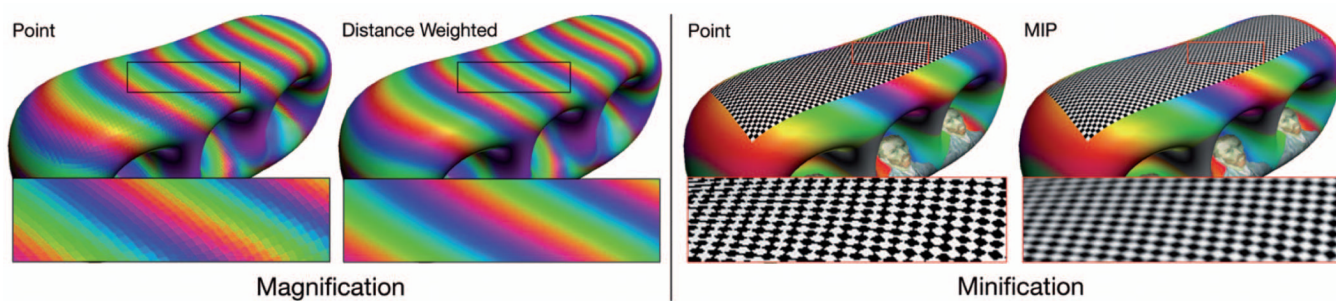 Point
Distance Weighted
Point
MIP
Magnification
Minification